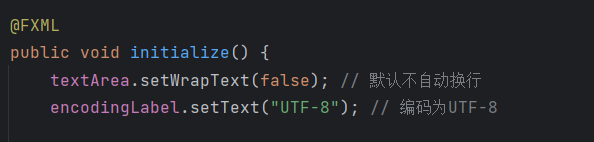 @FXML
public void initialize() {
textArea.setWrapText(false); // 默认不自动换行
encodingLabel.setText("UTF-8"); // 编码为UTF-8